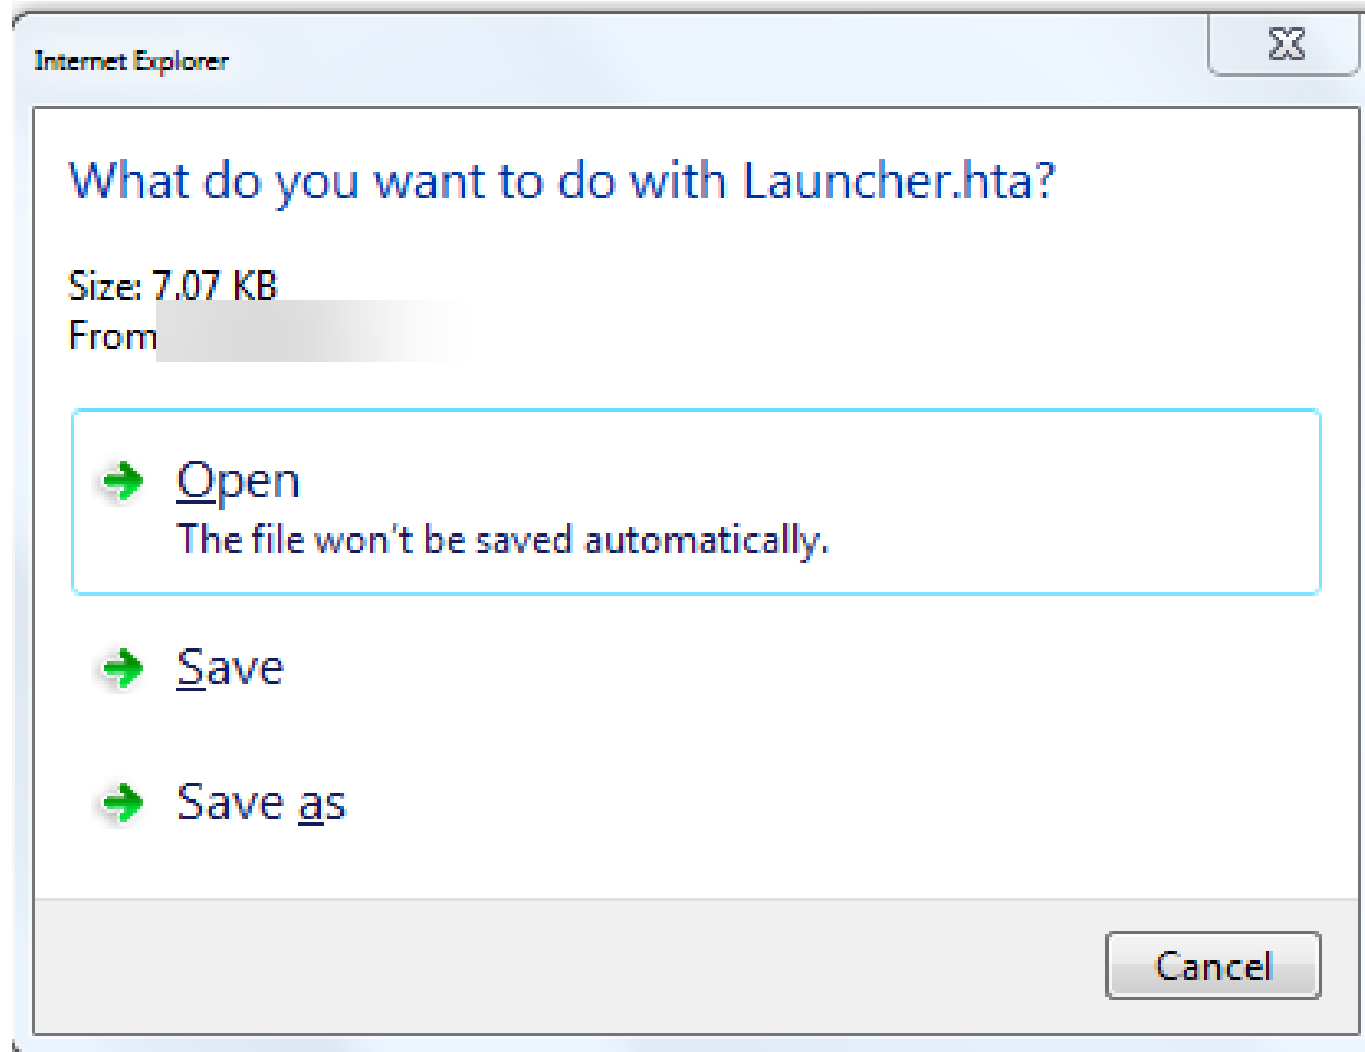 Internet Explorer
What do you want to do with Launcher.hta?
Size: 7.07 KB
From
Open
The file won't be saved automatically.
Save
Save as
Cancel